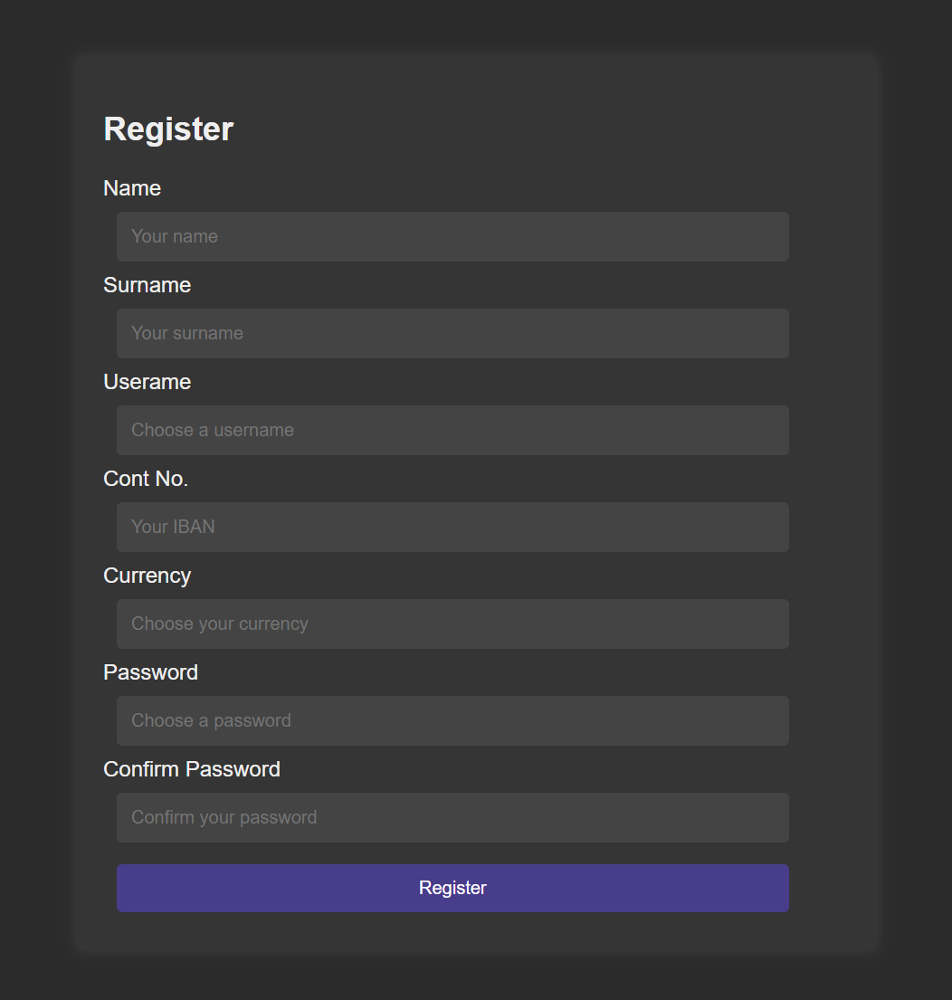 Register
Name
Your name
Surname
Your surname
Userame
Choose a username
Cont No.
Your IBAN
Currency
Choose your currency
Password
Choose a password
Confirm Password
Confirm your password
Register